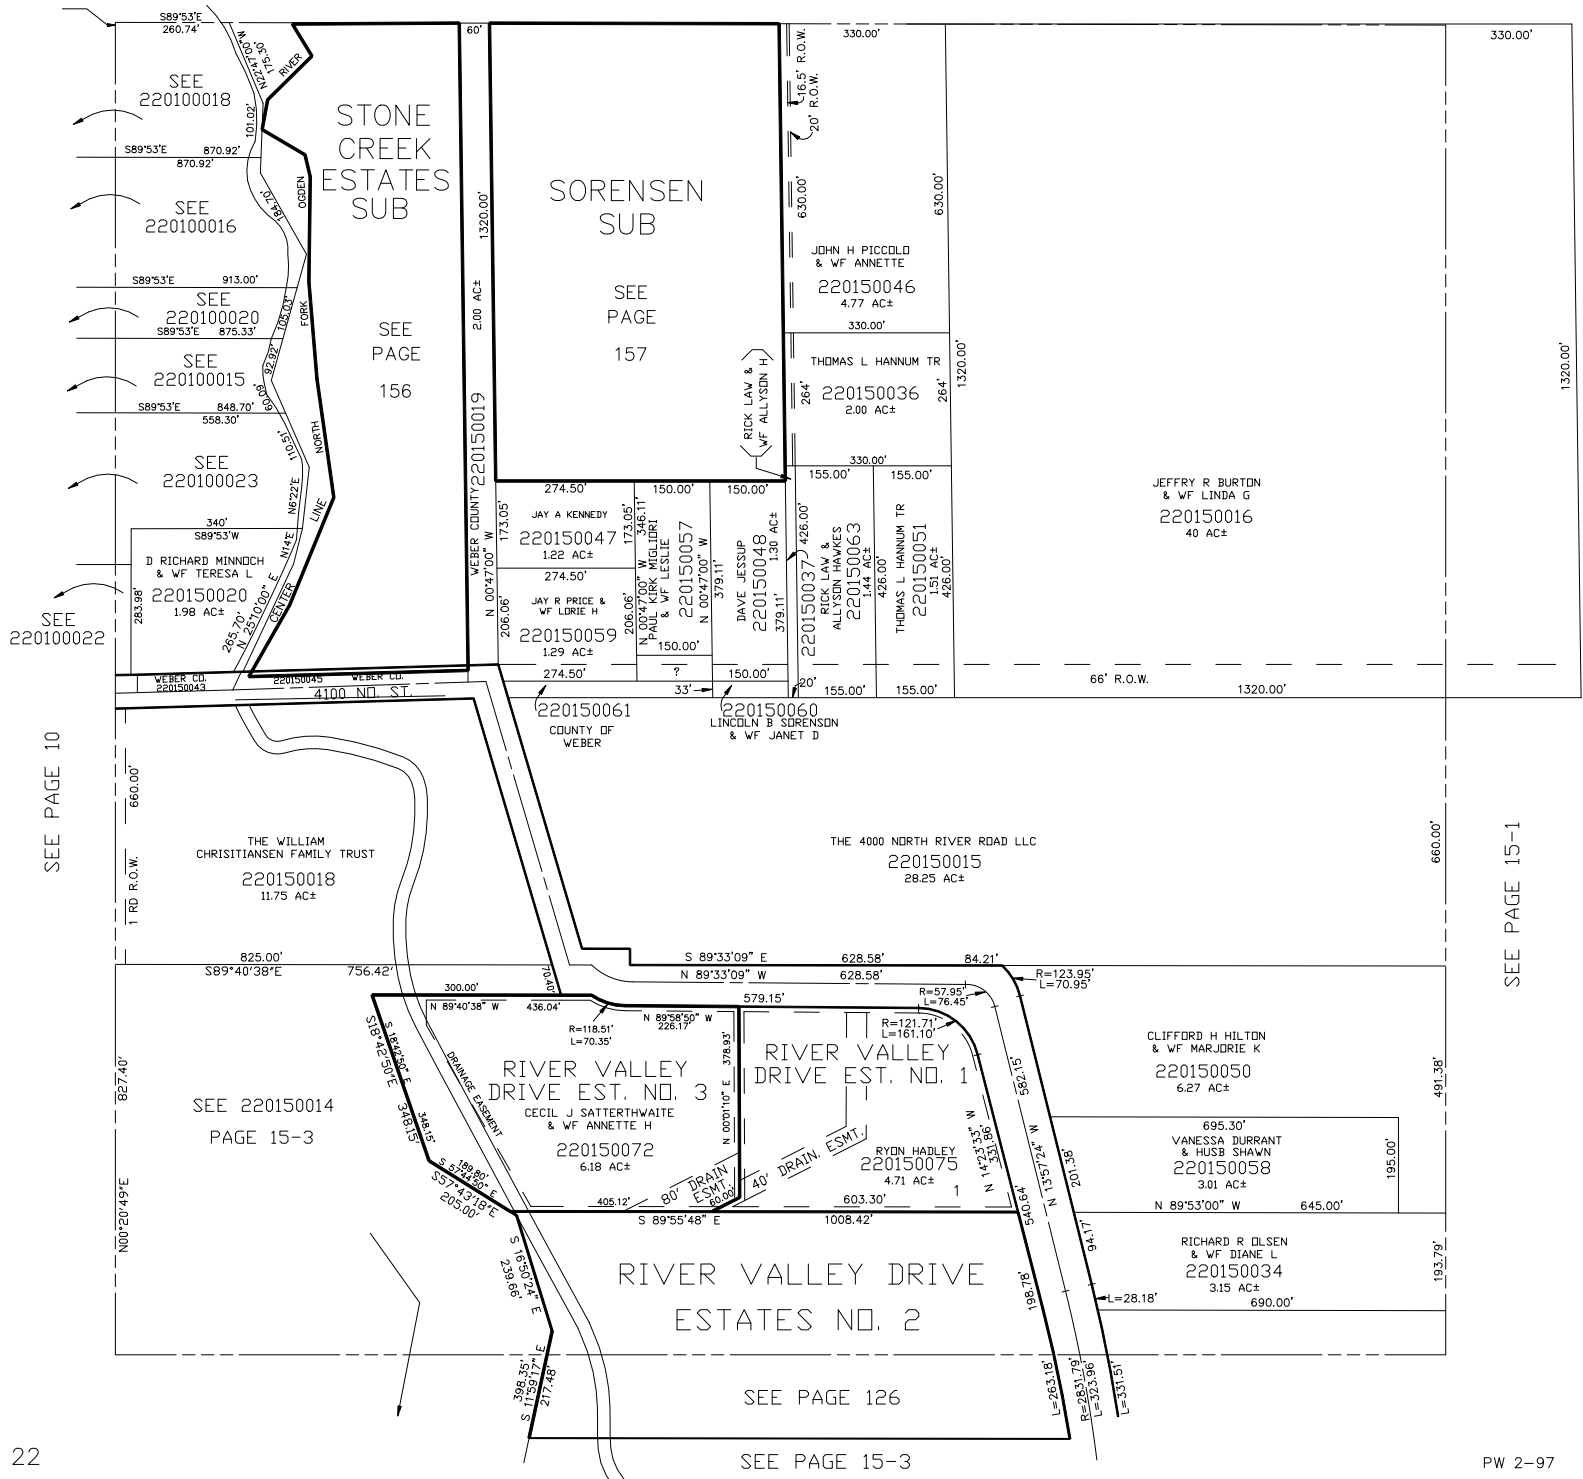 S89°53'E
260.74'
N22°47'00"W
175.30'
RIVER
60'
16.5' R.O.W.
20' R.O.W.
330.00'
330.00'
SEE
220100018
101.02'
S89°53'E 870.92'
870.92'
STONE
CREEK
ESTATES
SUB
SEE
PAGE
156
SORENSEN
SUB
SEE
PAGE
157
OGDEN
184.70'
SEE
220100016
1320.00'
2.00 AC±
630.00'
630.00'
JOHN H PICCOLO
& WF ANNETTE
220150046
4.77 AC±
330.00'
S89°53'E 913.00'
SEE
220100020
S89°53'E 875.33'
105.03'
FORK
92.92'
60.09'
SEE
220100015
S89°53'E 848.70'
558.30'
THOMAS L HANNUM TR
220150036
2.00 AC±
264'
264'
330.00'
1320.00'
1320.00'
RICK LAW &
WF ALLYSON H
110.51'
NORTH
SEE
220100023
N6°22'E
LINE
340'
S89°53'W
N14°E
D RICHARD MINNOCH
& WF TERESA L
220150020
1.98 AC±
283.98'
265.70'
N 25°10'00" E
CENTER
SEE
220100022
WEBER COUNTY
220150019
N 00°47'00" W
274.50'
173.05'
JAY A KENNEDY
220150047
1.22 AC±
173.05'
274.50'
JAY R PRICE &
WF LORIE H
220150059
1.29 AC±
206.06'
206.06'
274.50'
150.00'
346.11'
N 00°47'00" W
PAUL KIRK MIGLIORI
& WF LESLIE
220150057
N 00°47'00" W
379.11'
150.00'
?
33'
150.00'
DAVE JESSUP
220150048
1.30 AC±
379.11'
150.00'
426.00'
220150037
155.00'
RICK LAW &
ALLYSON HAWKES
220150063
1.44 AC±
426.00'
155.00'
155.00'
THOMAS L HANNUM TR
220150051
1.51 AC±
426.00'
155.00'
20'
JEFFRY R BURTON
& WF LINDA G
220150016
40 AC±
66' R.O.W.
1320.00'
WEBER CO.
220150043
220150045
WEBER CO.
4100 NO. ST.
220150061
COUNTY OF
WEBER
220150060
LINCOLN B SORENSON
& WF JANET D
SEE PAGE 10
660.00'
1 RD R.O.W.
THE WILLIAM
CHRISITIANSEN FAMILY TRUST
220150018
11.75 AC±
THE 4000 NORTH RIVER ROAD LLC
220150015
28.25 AC±
660.00'
SEE PAGE 15-1
825.00'
S89°40'38"E 756.42'
70.40'
S 89°33'09" E 628.58' 84.21'
N 89°33'09" W 628.58'
R=123.95'
L=70.95'
R=57.95'
L=76.45'
300.00'
N 89°40'38" W 436.04'
579.15'
N 89°58'50" W
226.17'
R=118.51'
L=70.35'
R=121.71'
L=161.10'
S 18°42'50" E
S18°42'50"E
348.15'
348.15'
DRAINAGE EASEMENT
RIVER VALLEY
DRIVE EST. NO. 3
CECIL J SATTERTHWAITE
& WF ANNETTE H
220150072
6.18 AC±
N 00°01'10" E 378.93'
RIVER VALLEY
DRIVE EST. NO. 1
RYON HADLEY
220150075
4.71 AC±
1
N 14°23'33" W
331.86'
582.15'
N 13°57'24" W
540.64'
201.38'
CLIFFORD H HILTON
& WF MARJORIE K
220150050
6.27 AC±
491.38'
827.40'
SEE 220150014
PAGE 15-3
N00°20'49"E
189.80'
S 57°44'50" E
S57°43'18"E
205.00'
405.12'
80' DRAIN
ESMT.
60.00'
40' DRAIN. ESMT.
603.30'
S 89°55'48" E 1008.42'
695.30'
VANESSA DURRANT
& HUSB SHAWN
220150058
3.01 AC±
195.00'
N 89°53'00" W 645.00'
S 16°50'24" E
239.66'
RIVER VALLEY DRIVE
ESTATES NO. 2
198.78'
94.17'
L=28.18'
RICHARD R OLSEN
& WF DIANE L
220150034
3.15 AC±
690.00'
193.79'
398.35'
S 11°59'17" E
217.48'
SEE PAGE 126
L=263.18'
R=2831.79'
L=323.96
L=331.51'
22
SEE PAGE 15-3
PW 2-97